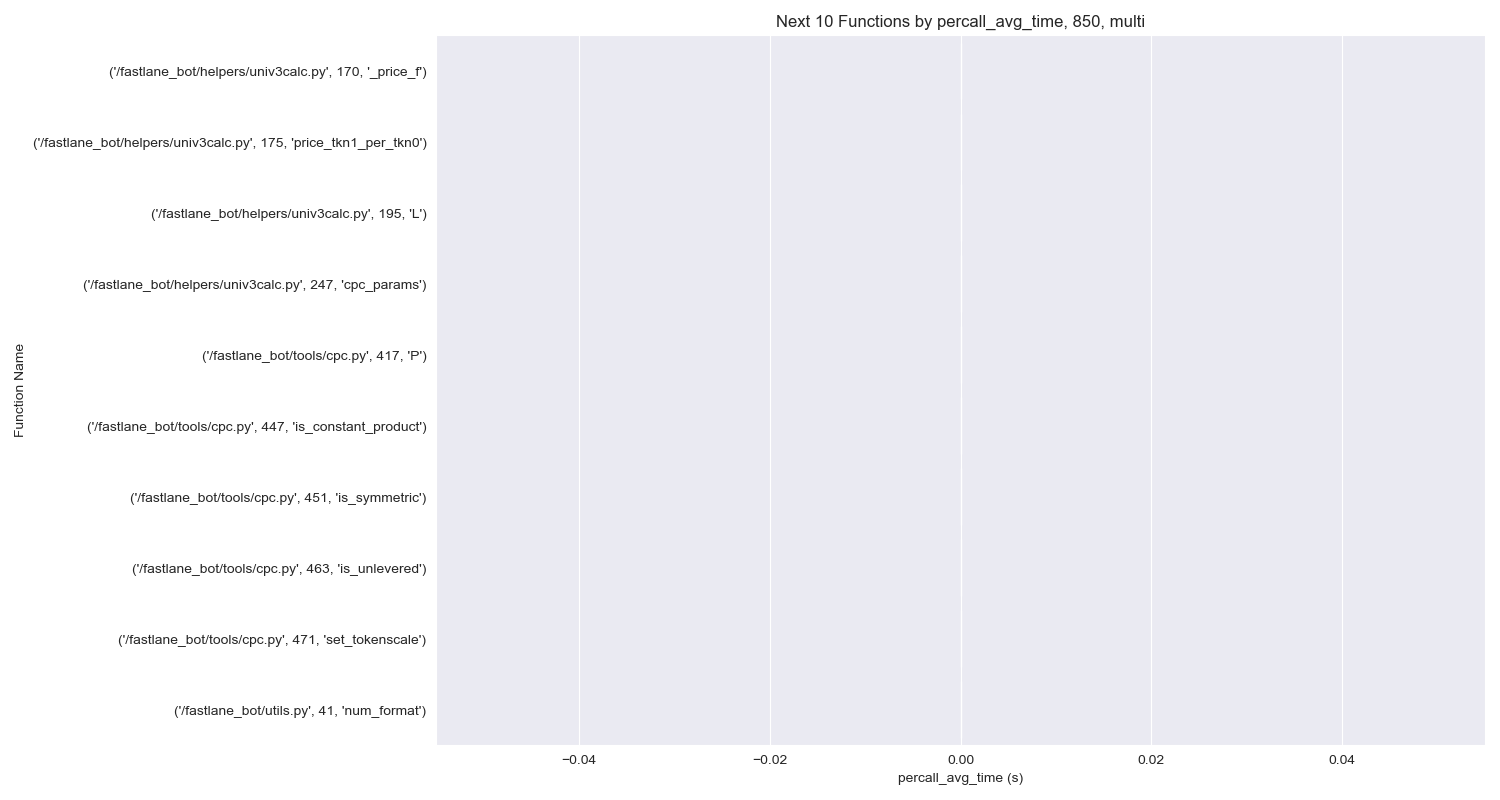 Next 10 Functions by percall_avg_time, 850, multi
('/fastlane_bot/helpers/univ3calc.py', 170, '_price_f')
('/fastlane_bot/helpers/univ3calc.py', 175, 'price_tkn1_per_tkn0')
('/fastlane_bot/helpers/univ3calc.py', 195, 'L')
('/fastlane_bot/helpers/univ3calc.py', 247, 'cpc_params')
('/fastlane_bot/tools/cpc.py', 417, 'P')
('/fastlane_bot/tools/cpc.py', 447, 'is_constant_product')
('/fastlane_bot/tools/cpc.py', 451, 'is_symmetric')
('/fastlane_bot/tools/cpc.py', 463, 'is_unlevered')
('/fastlane_bot/tools/cpc.py', 471, 'set_tokenscale')
('/fastlane_bot/utils.py', 41, 'num_format')
Function Name
−0.04 −0.02 0.00 0.02 0.04
percall_avg_time (s)